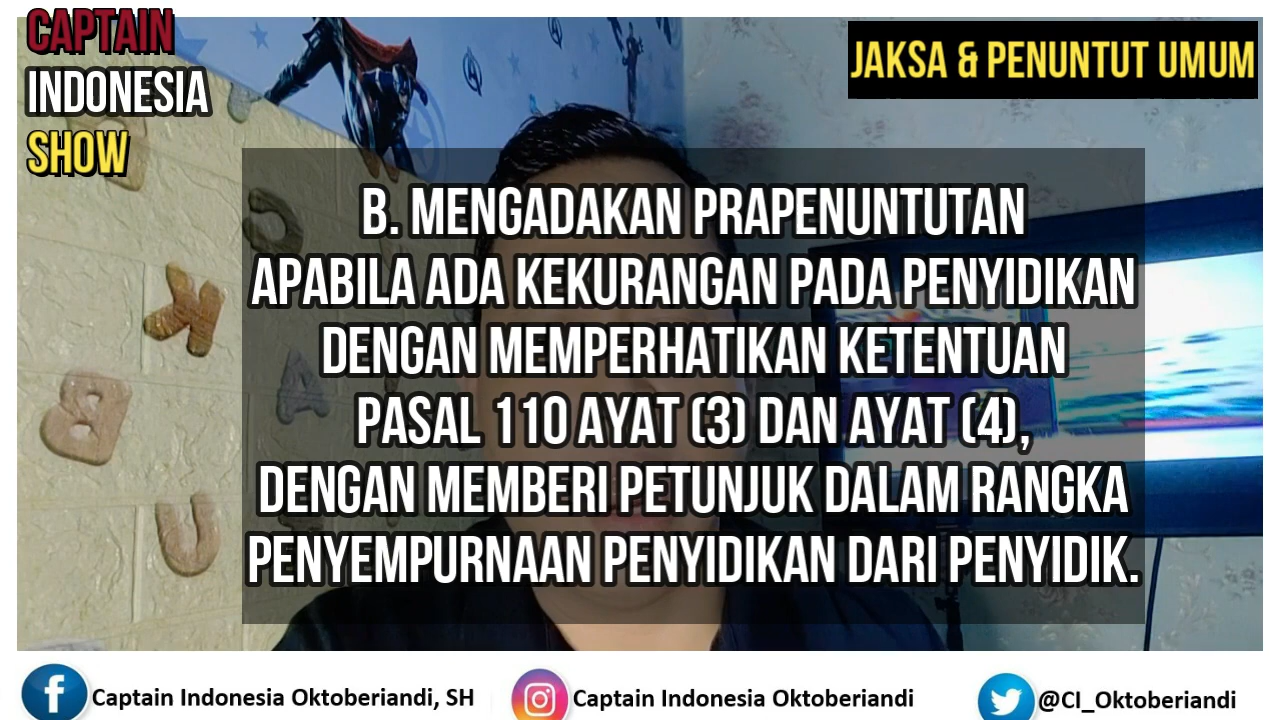 CAPTAIN
INDONESIA
SHOW
JAKSA & PENUNTUT UMUM
B. MENGADAKAN PRAPENUNTUTAN
APABILA ADA KEKURANGAN PADA PENYIDIKAN
DENGAN MEMPERHATIKAN KETENTUAN
PASAL 110 AYAT (3) DAN AYAT (4),
DENGAN MEMBERI PETUNJUK DALAM RANGKA
PENYEMPURNAAN PENYIDIKAN DARI PENYIDIK.
K
A
B
U
Captain Indonesia Oktoberiandi, SH
Captain Indonesia Oktoberiandi
@CI_Oktoberiandi